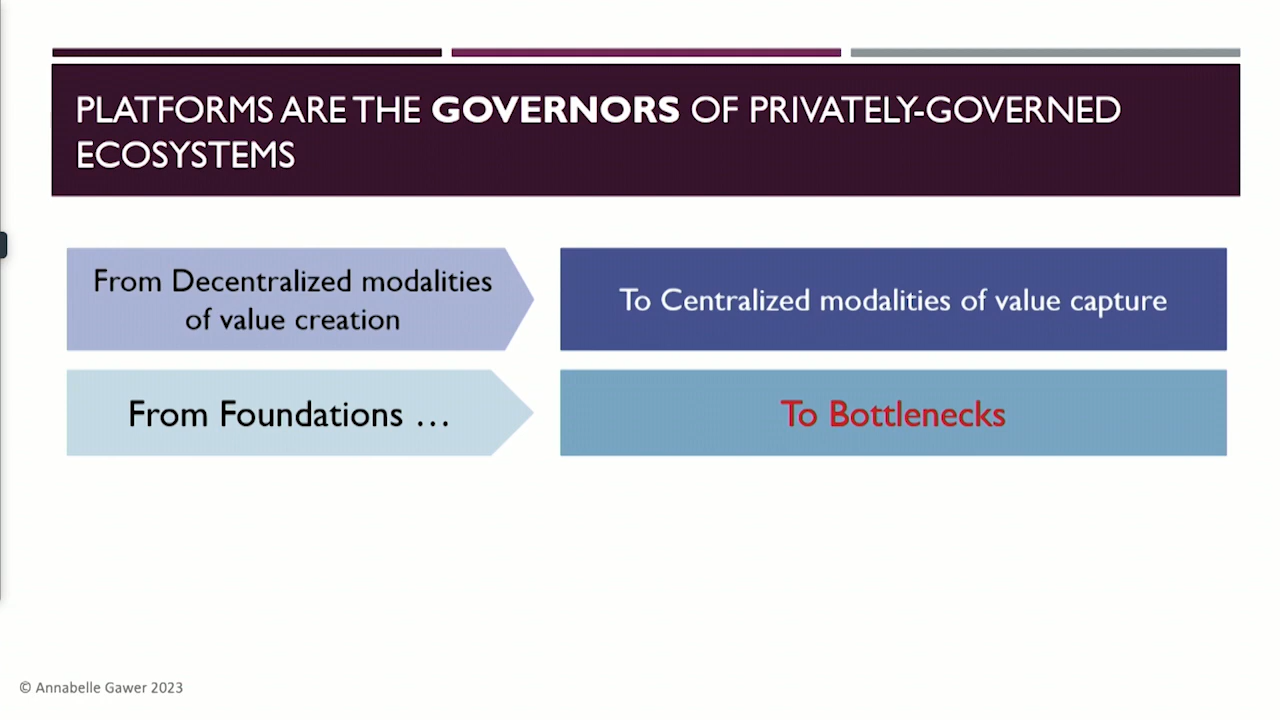 PLATFORMS ARE THE GOVERNORS OF PRIVATELY-GOVERNED
ECOSYSTEMS
From Decentralized modalities
of value creation
To Centralized modalities of value capture
From Foundations …
To Bottlenecks
© Annabelle Gawer 2023